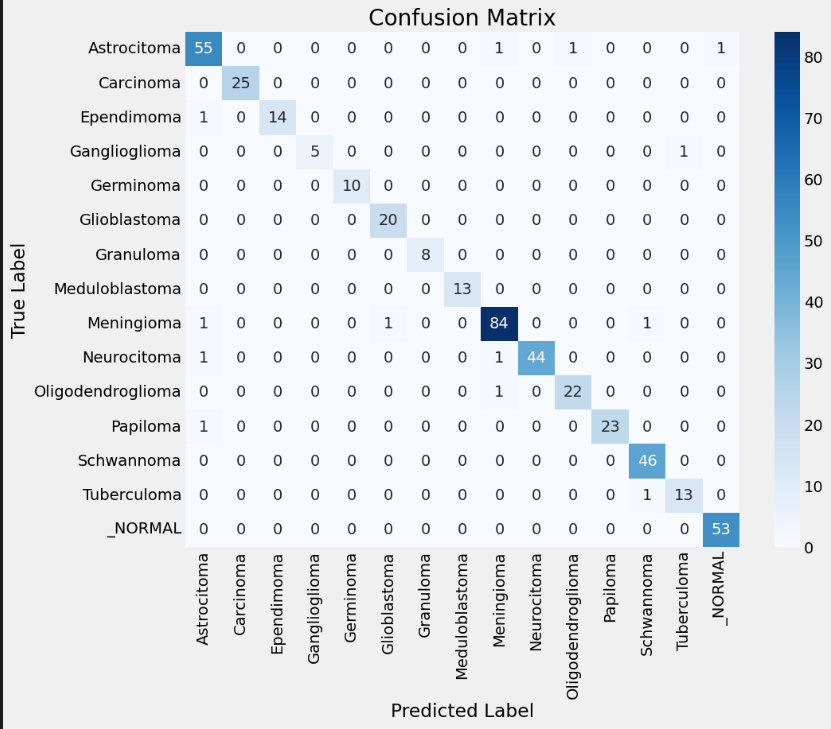 Confusion Matrix
True Label
Astrocitoma 55 0 0 0 0 0 0 0 1 0 1 0 0 0 1
Carcinoma 0 25 0 0 0 0 0 0 0 0 0 0 0 0 0
Ependimoma 1 0 14 0 0 0 0 0 0 0 0 0 0 0 0
Ganglioglioma 0 0 0 5 0 0 0 0 0 0 0 0 0 1 0
Germinoma 0 0 0 0 10 0 0 0 0 0 0 0 0 0 0
Glioblastoma 0 0 0 0 0 20 0 0 0 0 0 0 0 0 0
Granuloma 0 0 0 0 0 0 8 0 0 0 0 0 0 0 0
Meduloblastoma 0 0 0 0 0 0 0 13 0 0 0 0 0 0 0
Meningioma 1 0 0 0 0 1 0 0 84 0 0 0 1 0 0
Neurocitoma 1 0 0 0 0 0 0 0 1 44 0 0 0 0 0
Oligodendroglioma 0 0 0 0 0 0 0 0 1 0 22 0 0 0 0
Papiloma 1 0 0 0 0 0 0 0 0 0 0 23 0 0 0
Schwannoma 0 0 0 0 0 0 0 0 0 0 0 0 46 0 0
Tuberculoma 0 0 0 0 0 0 0 0 0 0 0 0 1 13 0
_NORMAL 0 0 0 0 0 0 0 0 0 0 0 0 0 0 53
Astrocitoma
Carcinoma
Ependimoma
Ganglioglioma
Germinoma
Glioblastoma
Granuloma
Meduloblastoma
Meningioma
Neurocitoma
Oligodendroglioma
Papiloma
Schwannoma
Tuberculoma
_NORMAL
Predicted Label
80
70
60
50
40
30
20
10
0